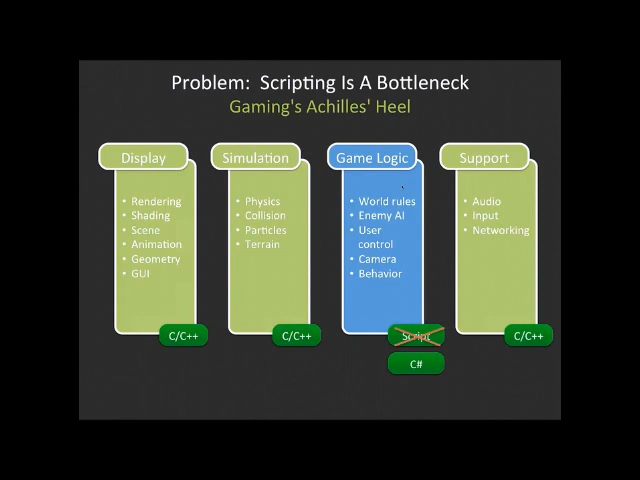 Problem: Scripting Is A Bottleneck
Gaming's Achilles' Heel
Display
• Rendering
• Shading
• Scene
• Animation
• Geometry
• GUI
C/C++
Simulation
• Physics
• Collision
• Particles
• Terrain
C/C++
Game Logic
• World rules
• Enemy AI
• User
control
• Camera
• Behavior
Script
C#
Support
• Audio
• Input
• Networking
C/C++